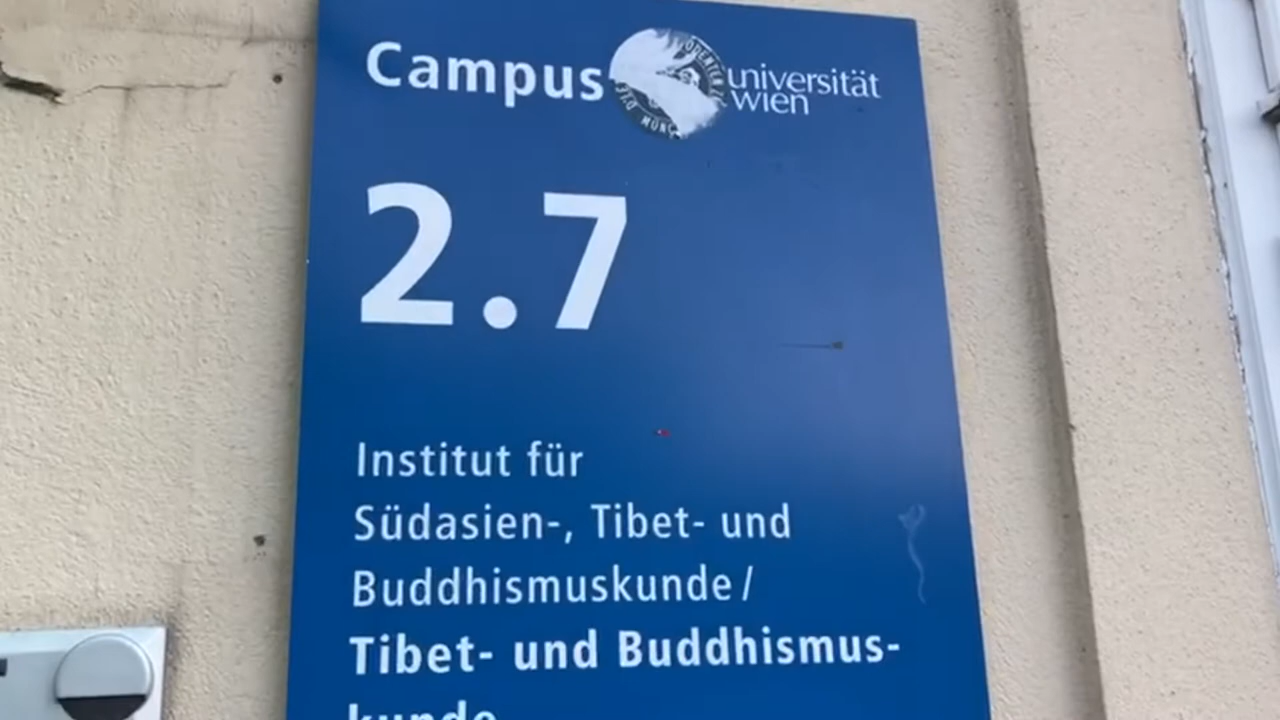 Campus
universität
wien
2.7
Institut für
Südasien-, Tibet- und
Buddhismuskunde/
Tibet- und Buddhismus-
kunde